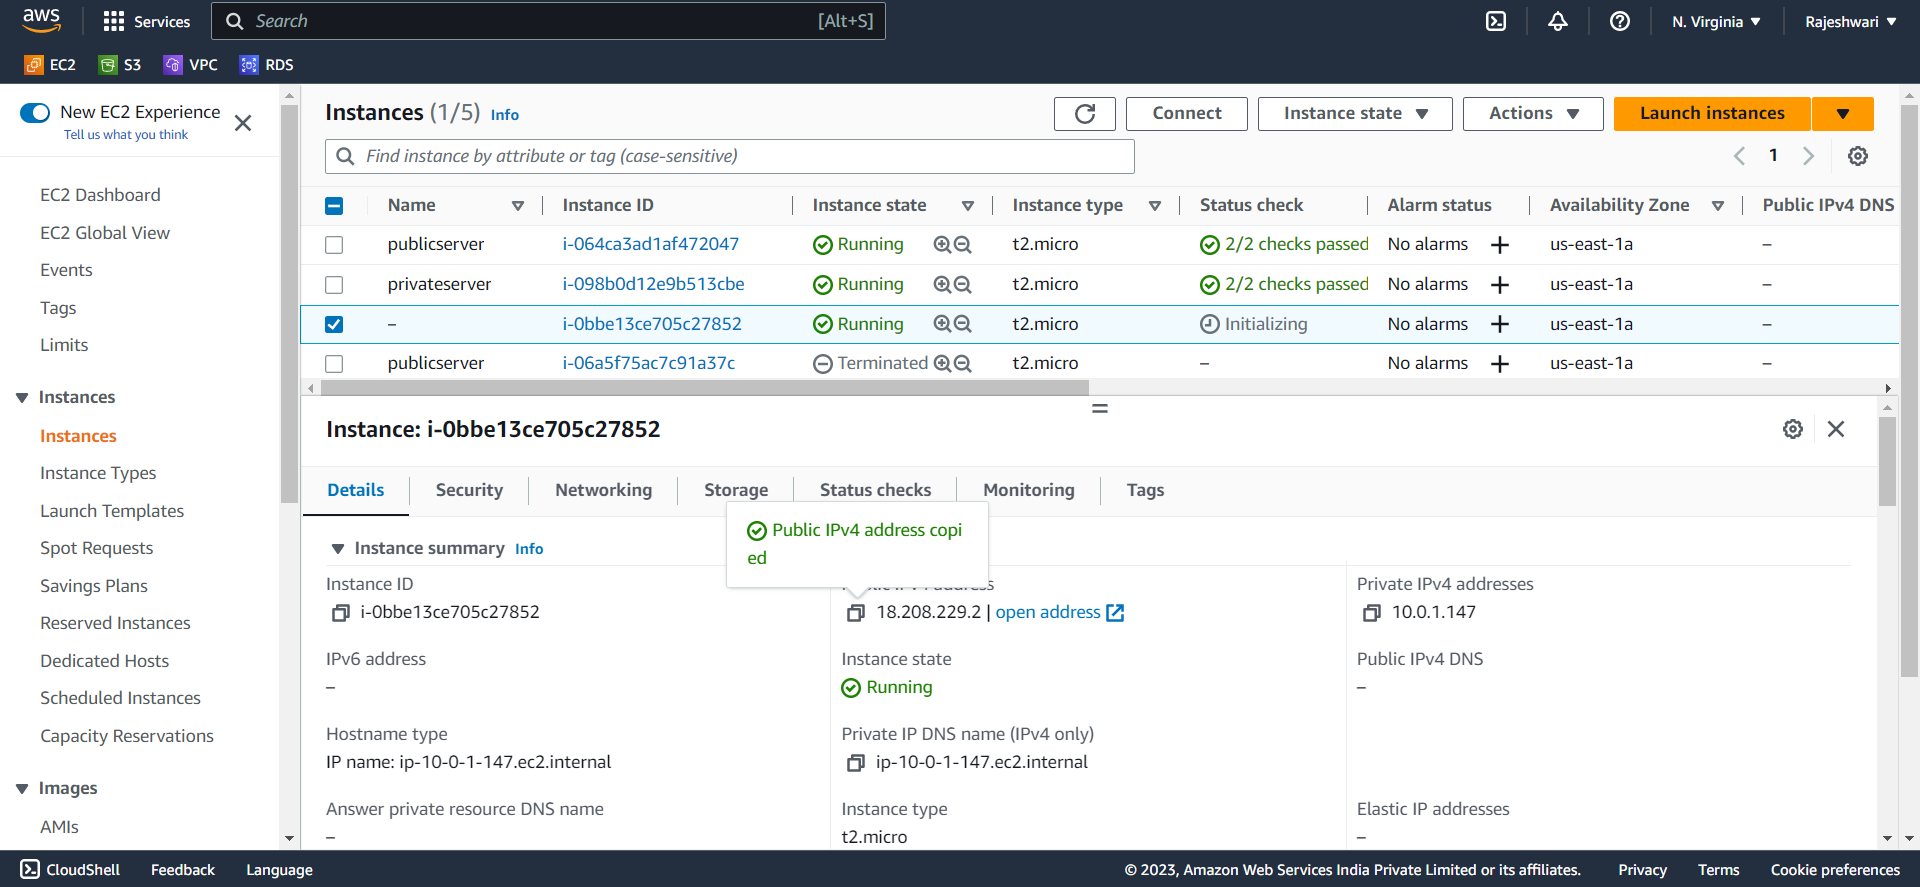 aws
Services
Search
[Alt+S]
N. Virginia
Rajeshwari
EC2
S3
VPC
RDS
New EC2 Experience
Tell us what you think
EC2 Dashboard
EC2 Global View
Events
Tags
Limits
Instances
Instances
Instance Types
Launch Templates
Spot Requests
Savings Plans
Reserved Instances
Dedicated Hosts
Scheduled Instances
Capacity Reservations
Images
AMIs
Instances (1/5) Info
Connect
Instance state
Actions
Launch instances
Find instance by attribute or tag (case-sensitive)
1
Name Instance ID Instance state Instance type Status check Alarm status Availability Zone Public IPv4 DNS
publicserver i-064ca3ad1af472047 Running t2.micro 2/2 checks passed No alarms + us-east-1a –
privateserver i-098b0d12e9b513cbe Running t2.micro 2/2 checks passed No alarms + us-east-1a –
– i-0bbe13ce705c27852 Running t2.micro Initializing No alarms + us-east-1a –
publicserver i-06a5f75ac7c91a37c Terminated t2.micro – No alarms + us-east-1a –
Instance: i-0bbe13ce705c27852
Details Security Networking Storage Status checks Monitoring Tags
Public IPv4 address copi
ed
Instance summary Info
Instance ID
i-0bbe13ce705c27852
address
18.208.229.2 | open address
Private IPv4 addresses
10.0.1.147
IPv6 address
–
Instance state
Running
Public IPv4 DNS
–
Hostname type
IP name: ip-10-0-1-147.ec2.internal
Private IP DNS name (IPv4 only)
ip-10-0-1-147.ec2.internal
Answer private resource DNS name
–
Instance type
t2.micro
Elastic IP addresses
–
CloudShell
Feedback
Language
© 2023, Amazon Web Services India Private Limited or its affiliates.
Privacy
Terms
Cookie preferences